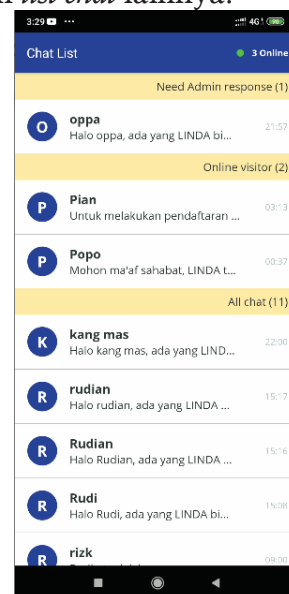 list chat lainnya.
3:29 ... 4G
Chat List 3 Online
Need Admin response (1)
O oppa
Halo oppa, ada yang LINDA bi... 21:57
Online visitor (2)
P Pian
Untuk melakukan pendaftaran ... 03:13
P Popo
Mohon ma'af sahabat, LINDA t... 00:37
All chat (11)
K kang mas
Halo kang mas, ada yang LIND... 22:00
R rudian
Halo rudian, ada yang LINDA ... 15:17
R Rudian
Halo Rudian, ada yang LINDA ... 15:16
R Rudi
Halo Rudi, ada yang LINDA bi... 15:08
R rizk
09:00